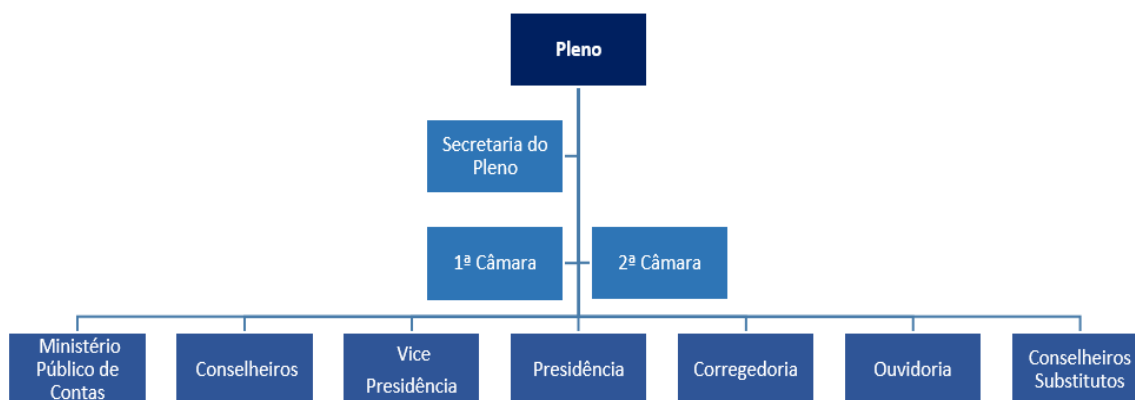 Pleno
Secretaria do
Pleno
1ª Câmara
2ª Câmara
Ministério
Público de
Contas
Conselheiros
Vice
Presidência
Presidência
Corregedoria
Ouvidoria
Conselheiros
Substitutos